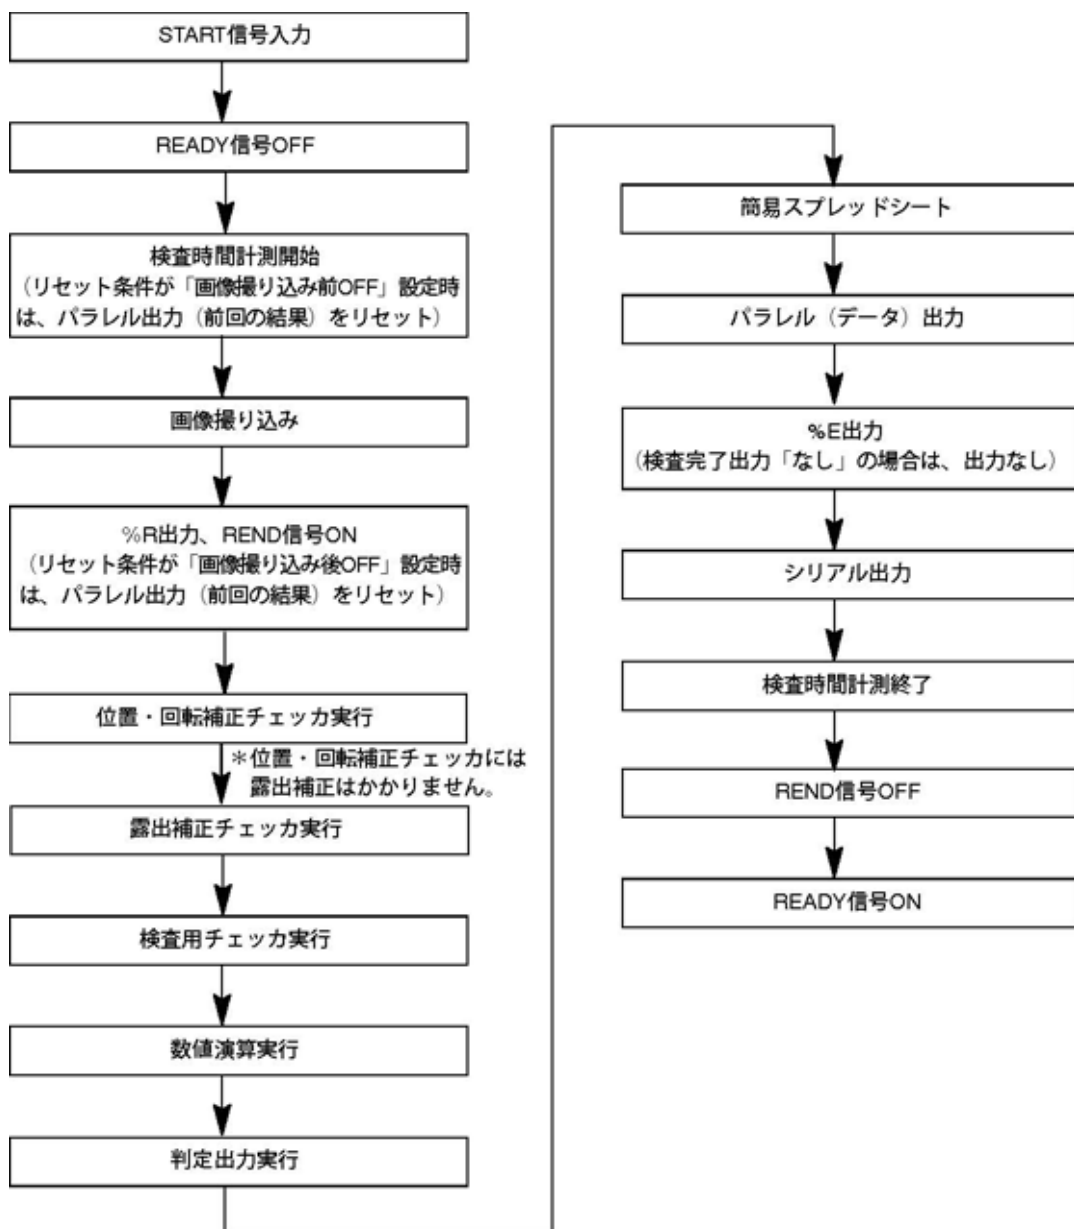 START信号入力
READY信号OFF
検査時間計測開始
(リセット条件が「画像撮り込み前OFF」設定時
は、パラレル出力(前回の結果)をリセット)
画像撮り込み
%R出力、REND信号ON
(リセット条件が「画像撮り込み後OFF」設定時
は、パラレル出力(前回の結果)をリセット)
位置・回転補正チェッカ実行
＊位置・回転補正チェッカには
露出補正はかかりません。
露出補正チェッカ実行
検査用チェッカ実行
数値演算実行
判定出力実行
簡易スプレッドシート
パラレル(データ)出力
%E出力
(検査完了出力「なし」の場合は、出力なし)
シリアル出力
検査時間計測終了
REND信号OFF
READY信号ON